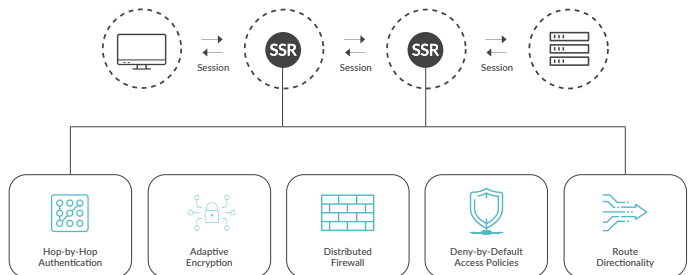 SSR
SSR
Session
Session
Session
Hop-by-Hop
Authentication
Adaptive
Encryption
Distributed
Firewall
Deny-by-Default
Access Policies
Route
Directionality